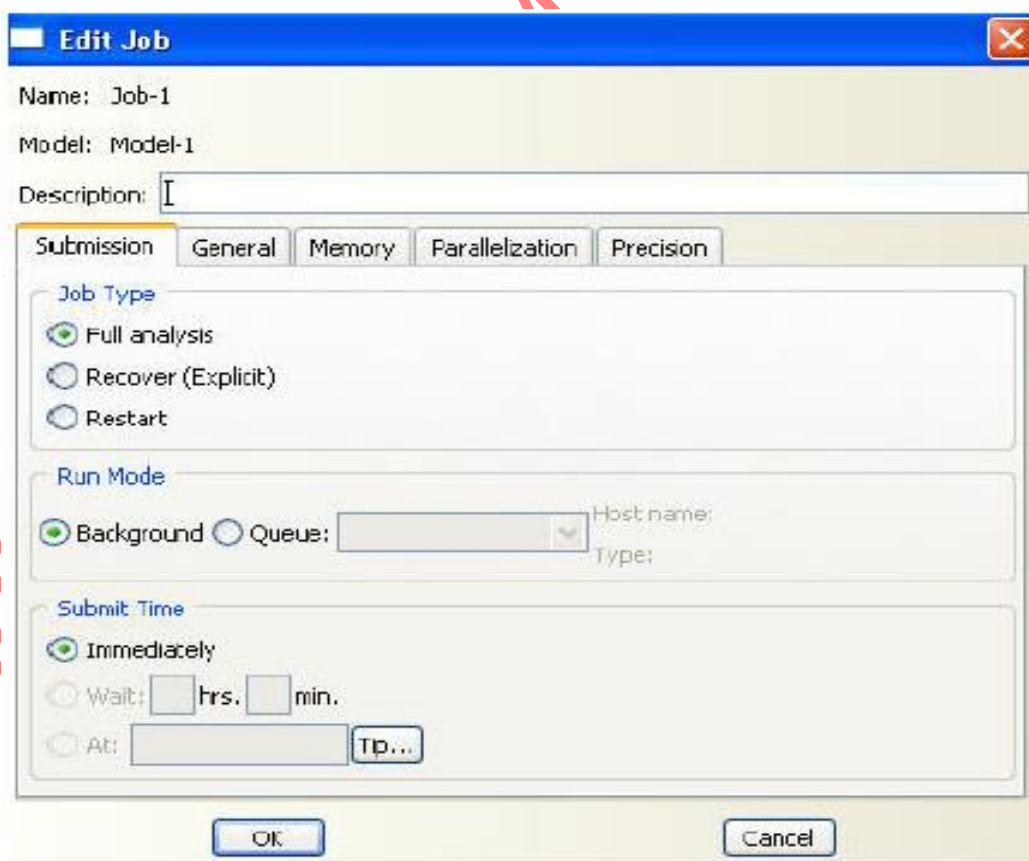 Edit Job
Name: Job-1
Model: Model-1
Description:
Submission General Memory Parallelization Precision
Job Type
Full analysis
Recover (Explicit)
Restart
Run Mode
Background Queue: Host name:
Type:
Submit Time
Immediately
Wait: hrs. min.
At: Tip...
OK Cancel